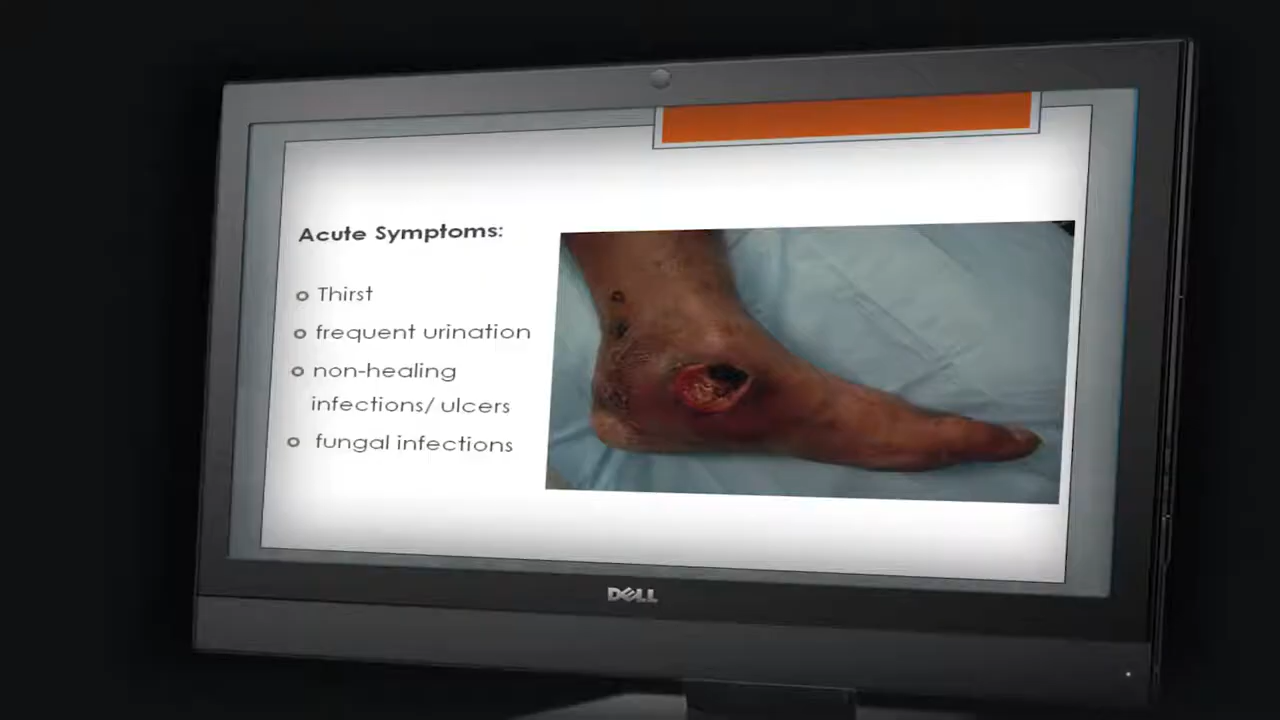 Acute Symptoms:
Thirst
frequent urination
non-healing
infections/ ulcers
fungal infections
DELL